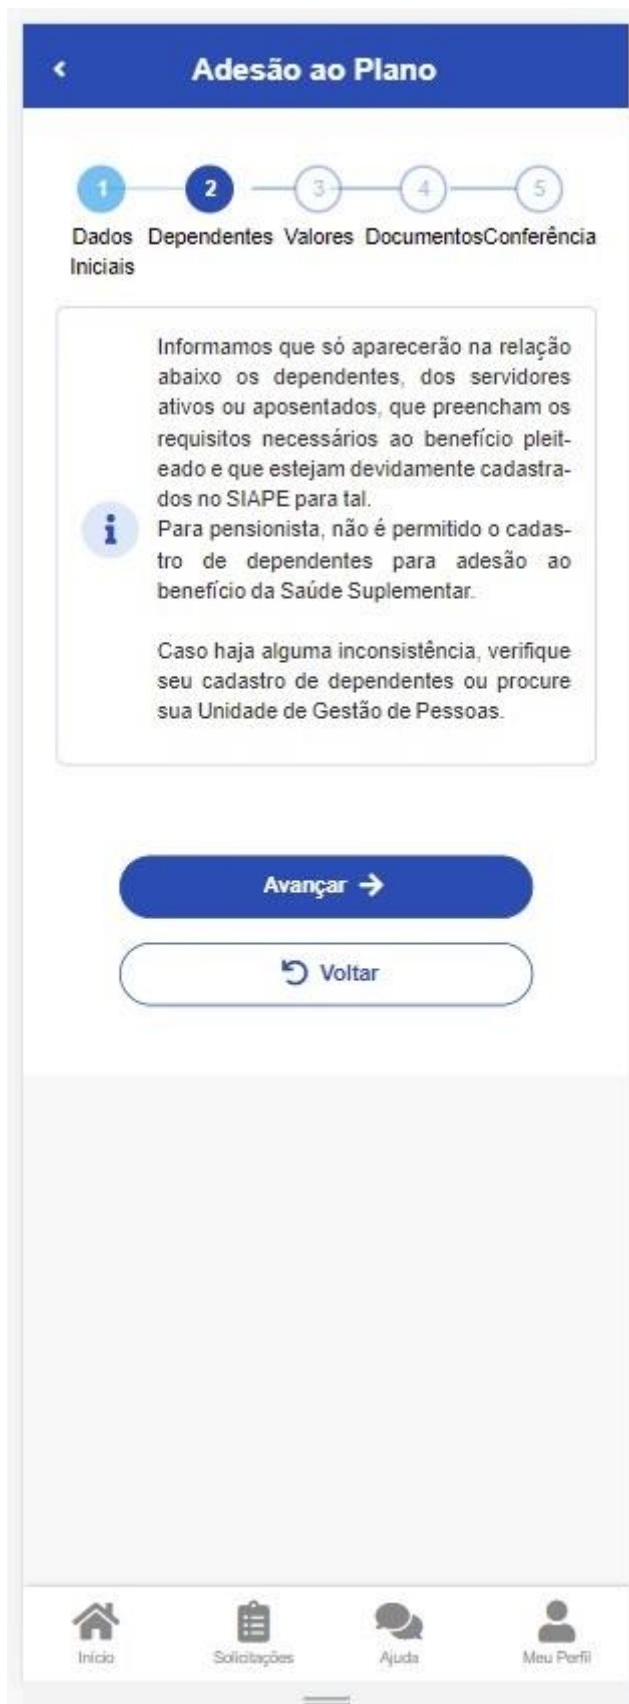 Adesão ao Plano
1 2 3 4 5
Dados Dependentes Valores Documentos Conferência
Iniciais
Informamos que só aparecerão na relação
abaixo os dependentes, dos servidores
ativos ou aposentados, que preencham os
requisitos necessários ao benefício pleit-
eado e que estejam devidamente cadastra-
dos no SIAPE para tal.
Para pensionista, não é permitido o cadas-
tro de dependentes para adesão ao
benefício da Saúde Suplementar.
Caso haja alguma inconsistência, verifique
seu cadastro de dependentes ou procure
sua Unidade de Gestão de Pessoas.
Avançar
Voltar
Início Solicitações Ajuda Meu Perfil